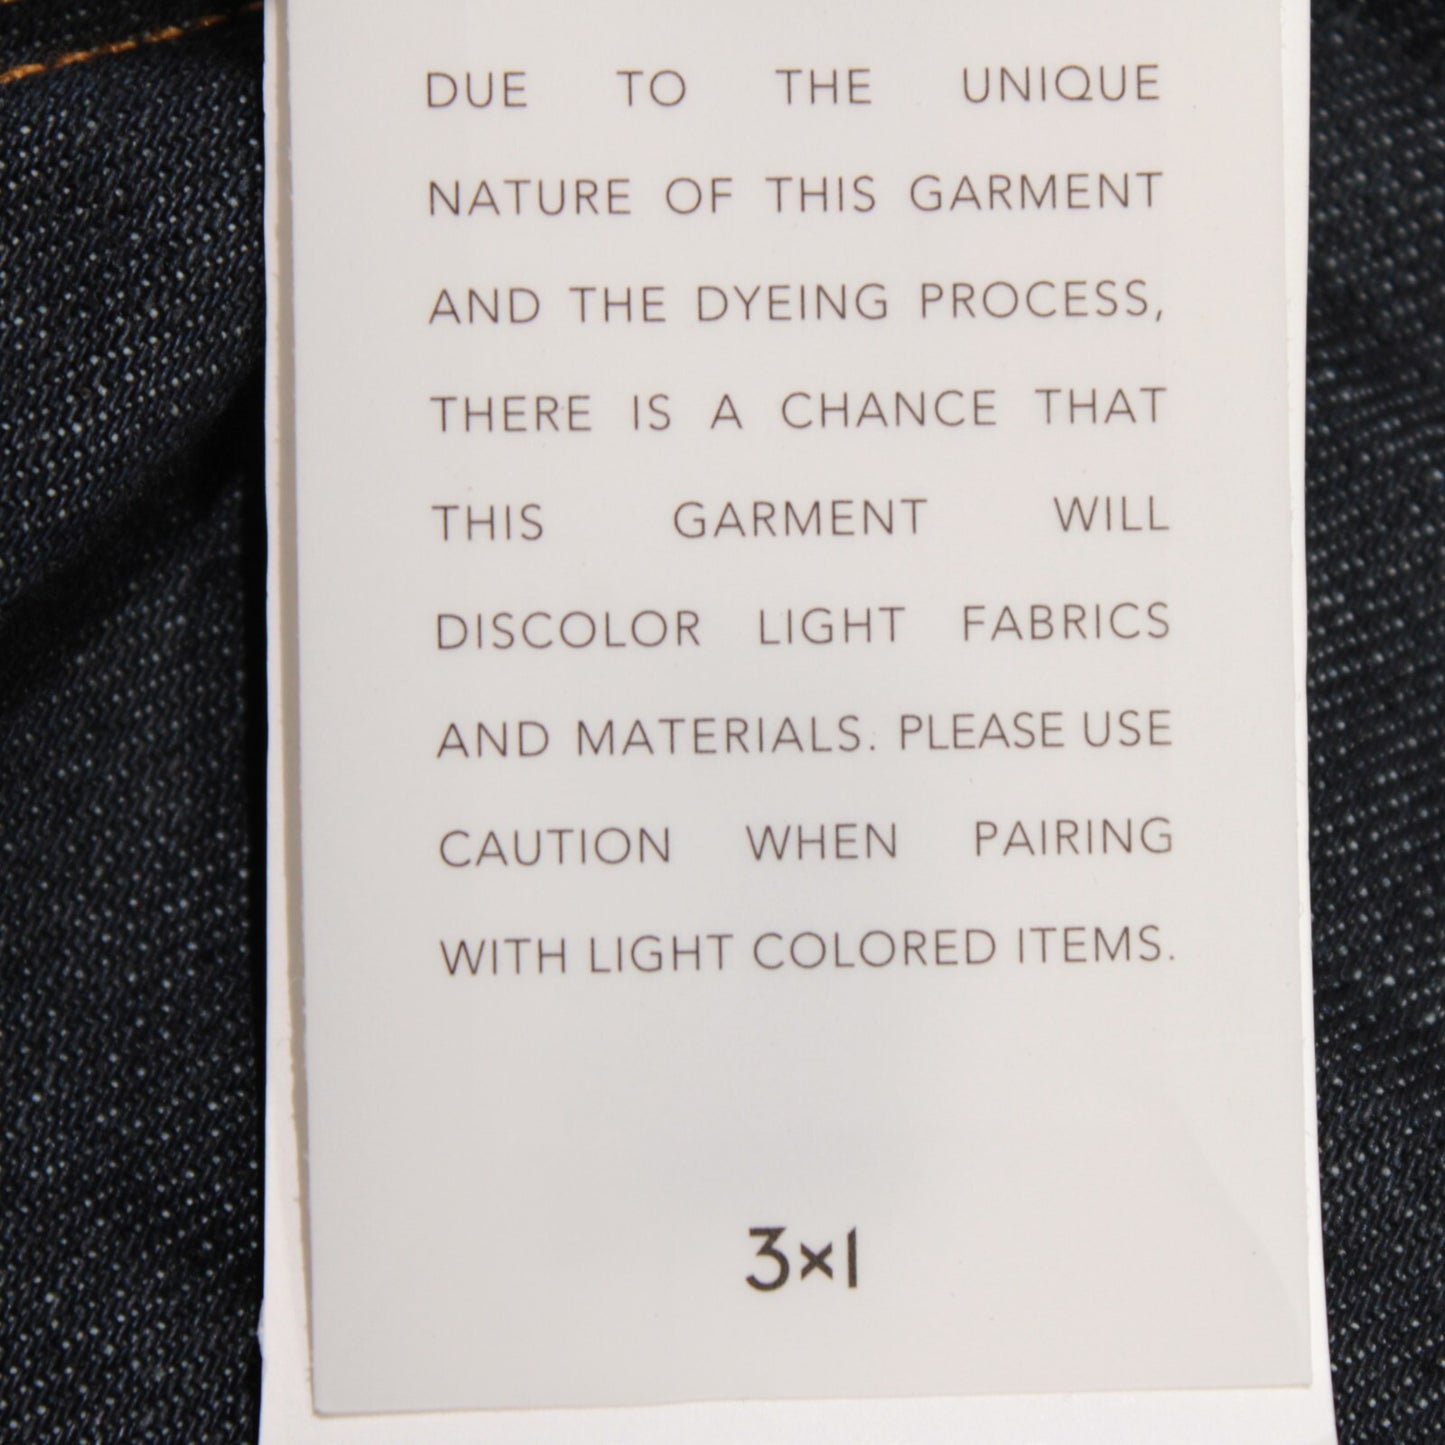 DUE TO THE UNIQUE
NATURE OF THIS GARMENT
AND THE DYEING PROCESS,
THERE IS A CHANCE THAT
THIS GARMENT WILL
DISCOLOR LIGHT FABRICS
AND MATERIALS. PLEASE USE
CAUTION WHEN PAIRING
WITH LIGHT COLORED ITEMS.
3×1